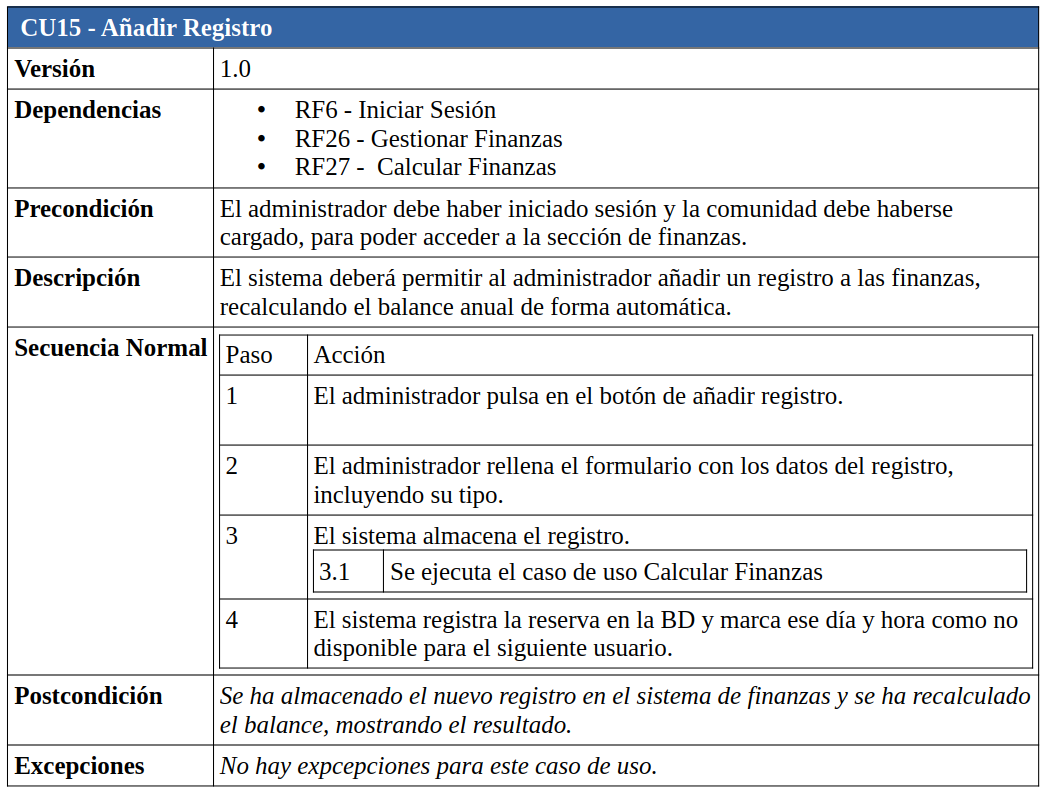 CU15 - Añadir Registro
Versión
1.0
Dependencias
• RF6 - Iniciar Sesión
• RF26 - Gestionar Finanzas
• RF27 - Calcular Finanzas
Precondición
El administrador debe haber iniciado sesión y la comunidad debe haberse
cargado, para poder acceder a la sección de finanzas.
Descripción
El sistema deberá permitir al administrador añadir un registro a las finanzas,
recalculando el balance anual de forma automática.
Secuencia Normal
Paso
Acción
1
El administrador pulsa en el botón de añadir registro.
2
El administrador rellena el formulario con los datos del registro,
incluyendo su tipo.
3
El sistema almacena el registro.
3.1
Se ejecuta el caso de uso Calcular Finanzas
4
El sistema registra la reserva en la BD y marca ese día y hora como no
disponible para el siguiente usuario.
Postcondición
Se ha almacenado el nuevo registro en el sistema de finanzas y se ha recalculado
el balance, mostrando el resultado.
Excepciones
No hay expcepciones para este caso de uso.